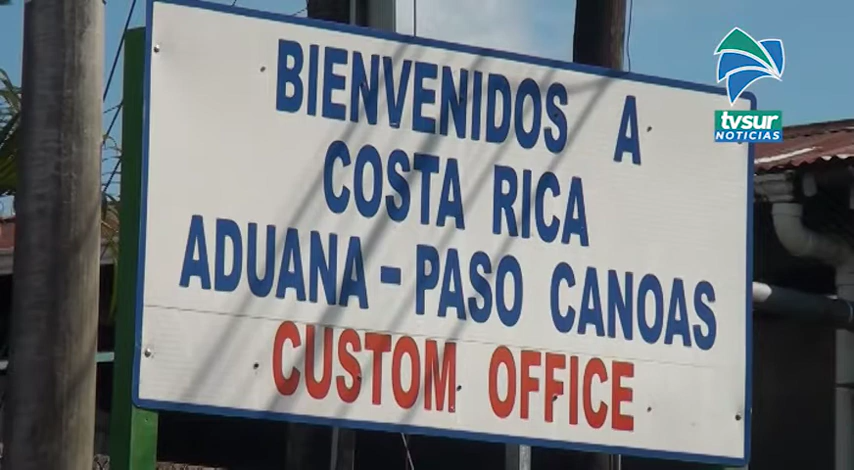 BIENVENIDOS A
COSTA RICA
ADUANA – PASO CANOAS
CUSTOM OFFICE
tvsur
NOTICIAS